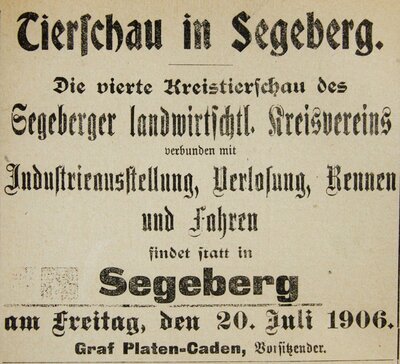 Tierschau in Segeberg.
Die vierte Kreistierschau des
Segeberger landwirtschtl. Kreisvereins
verbunden mit
Industrieausstellung, Verlosung, Rennen
und Fahren
findet statt in
Segeberg
am Freitag, den 20. Juli 1906.
Graf Platen-Caden, Vorsitzender.